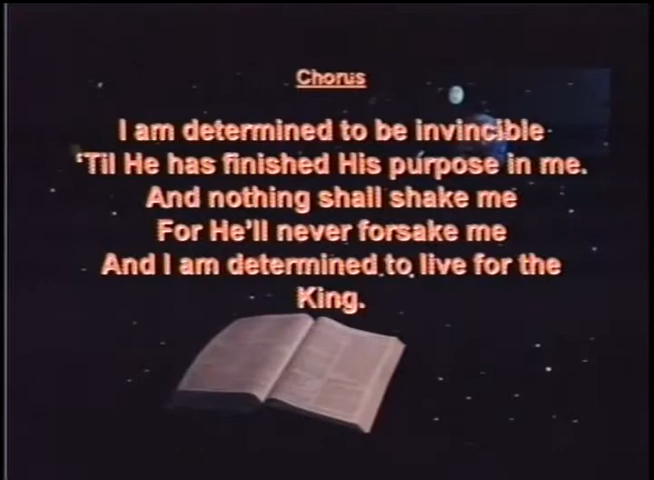 Chorus
I am determined to be invincible
‘Til He has finished His purpose in me.
And nothing shall shake me
For He’ll never forsake me
And I am determined to live for the
King.